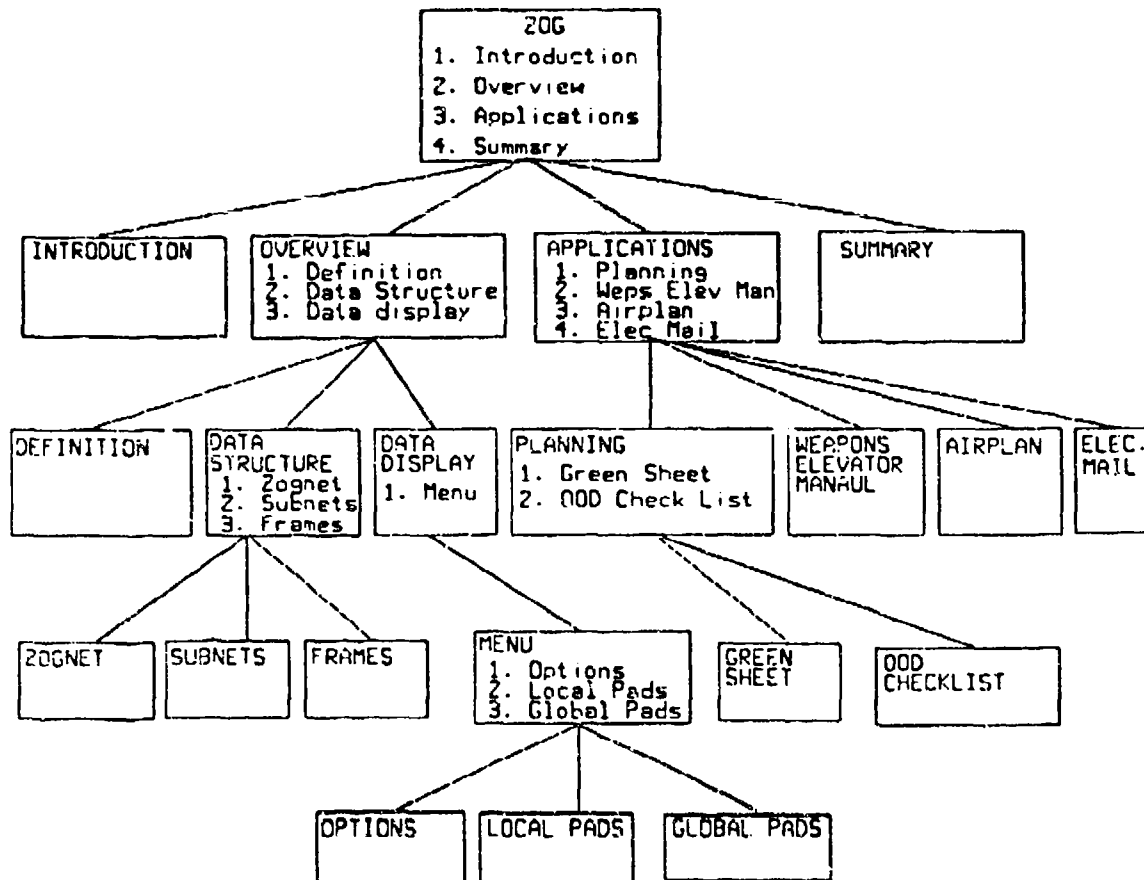 ZOG
1. Introduction
2. Overview
3. Applications
4. Summary
INTRODUCTION
OVERVIEW
1. Definition
2. Data Structure
3. Data display
APPLICATIONS
1. Planning
2. Weps Elev Man
3. Airplan
4. Elec Mail
SUMMARY
DEFINITION
DATA
STRUCTURE
1. Zognet
2. Subnets
3. Frames
DATA
DISPLAY
1. Menu
PLANNING
1. Green Sheet
2. OOD Check List
WEAPONS
ELEVATOR
MANAUL
AIRPLAN
ELEC.
MAIL
ZOGNET
SUBNETS
FRAMES
MENU
1. Options
2. Local Pads
3. Global Pads
GREEN
SHEET
OOD
CHECKLIST
OPTIONS
LOCAL PADS
GLOBAL PADS